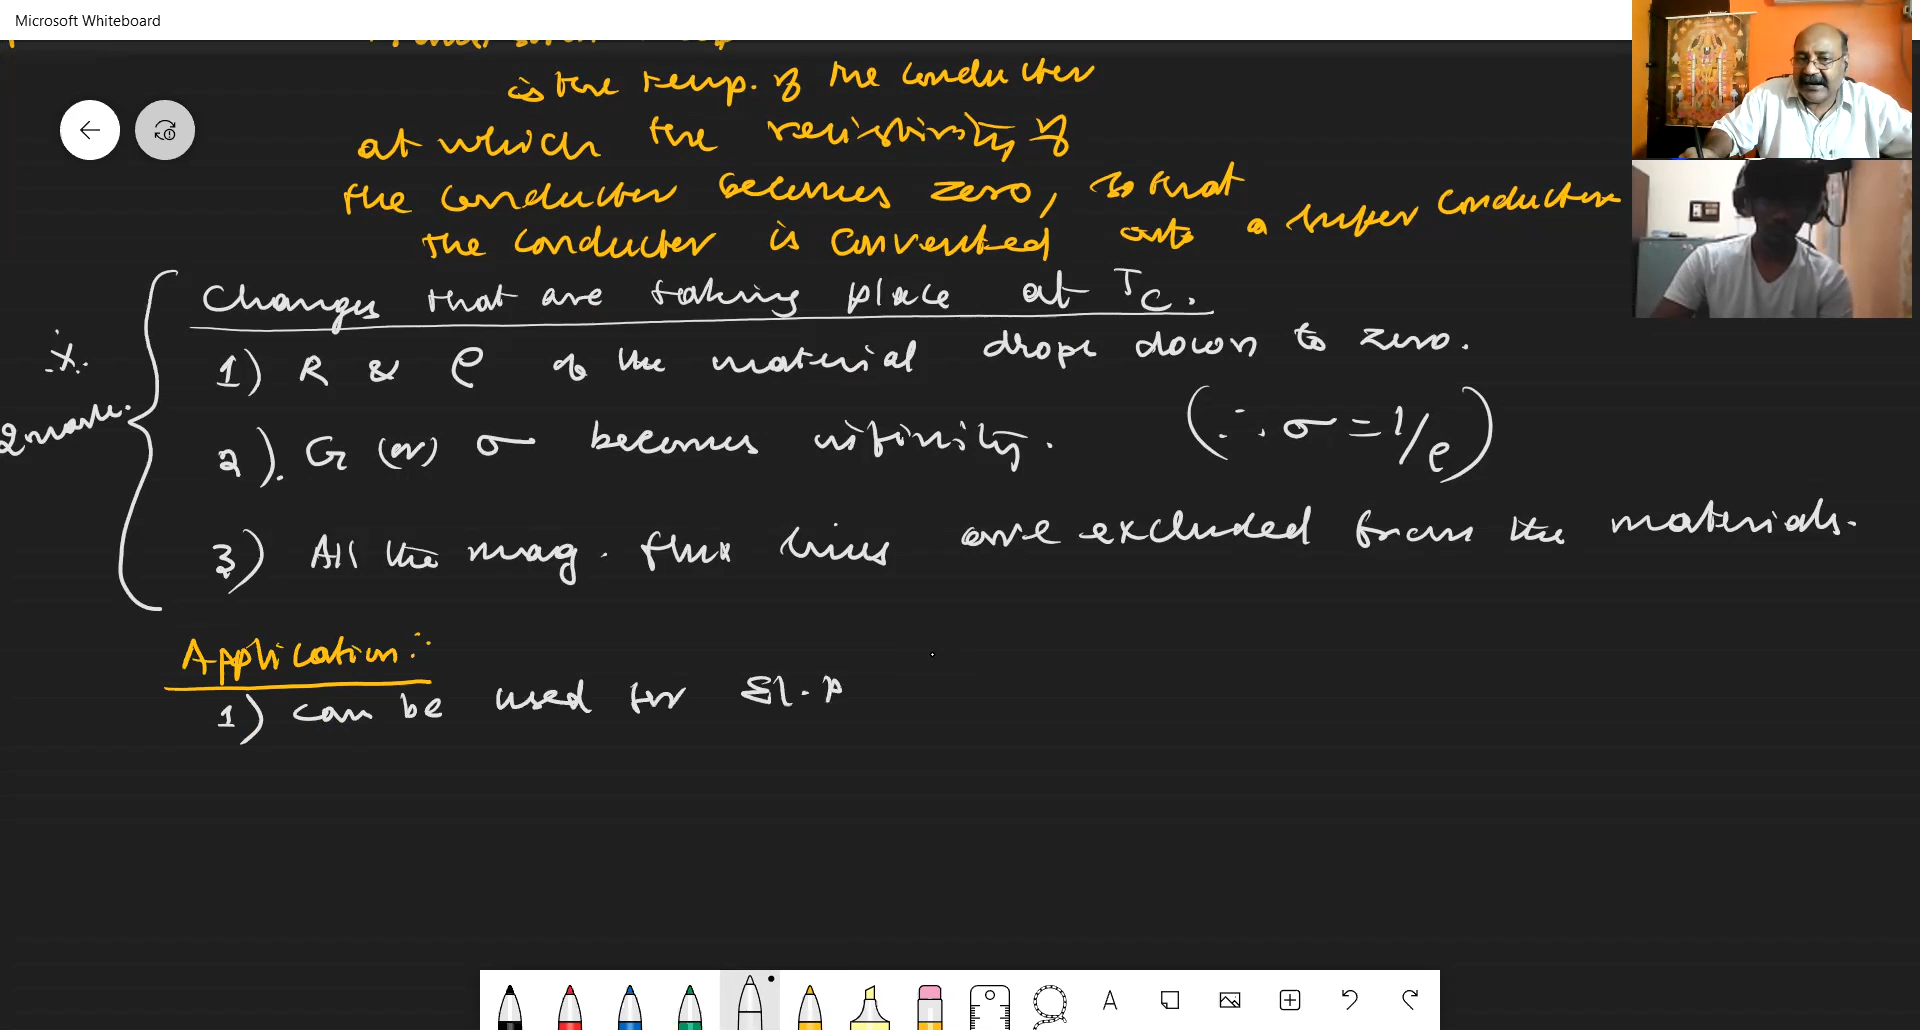 Microsoft Whiteboard
is the temp. of the conductor
at which the resistivity of
the conductor becomes zero, so that
the conductor is converted into a super conductor
Changes that are taking place at Tc.
1) R & ρ of the material drops down to zero.
2). G (or) σ becomes infinity. (∵ σ = 1/ρ)
2 mark.
3) All the mag. flux lines are excluded from the materials.
Application:
1) can be used for El. P
A